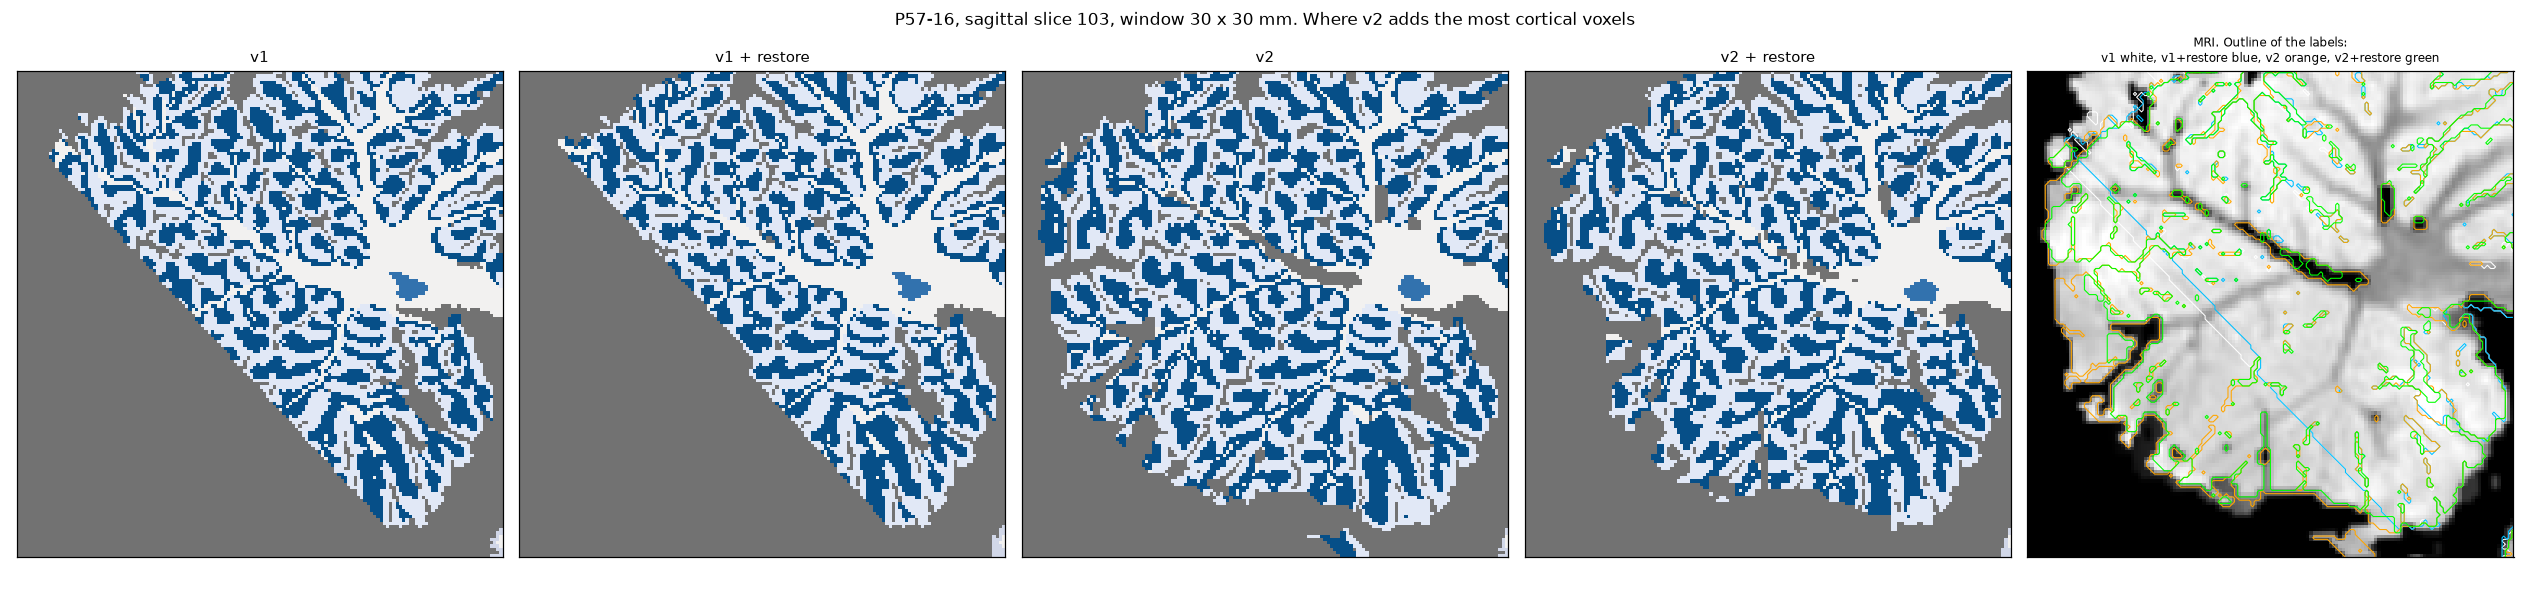 P57-16, sagittal slice 103, window 30 x 30 mm. Where v2 adds the most cortical voxels
v1
v1 + restore
v2
v2 + restore
MRI. Outline of the labels:
v1 white, v1+restore blue, v2 orange, v2+restore green